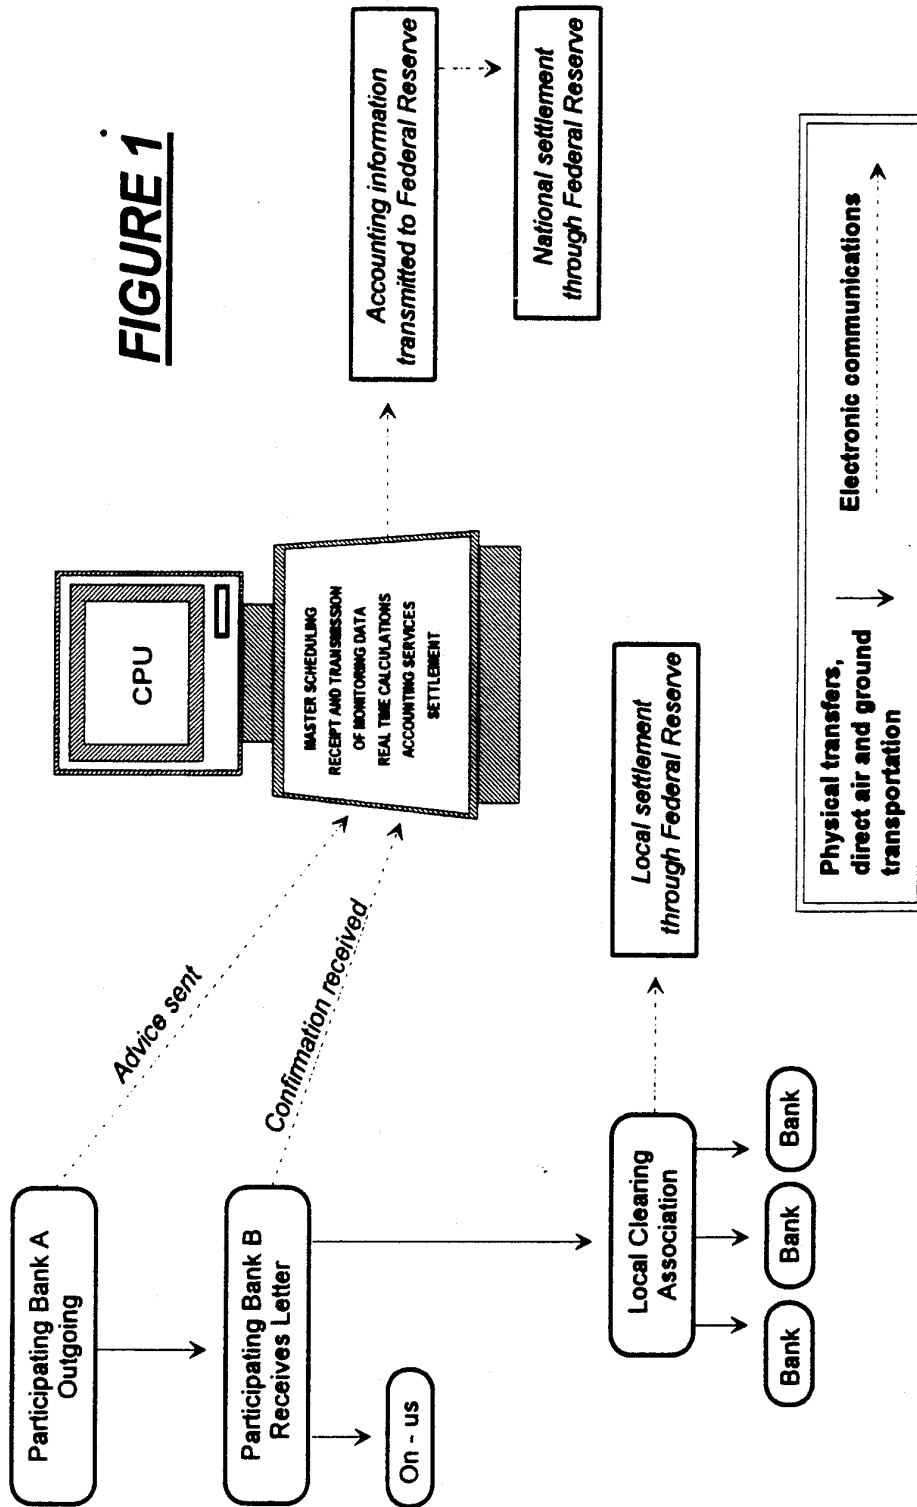 FIGURE 1
Participating Bank A
Outgoing
Advice sent
CPU
MASTER SCHEDULING
RECEIPT AND TRANSMISSION
OF MONITORING DATA
REAL TIME CALCULATIONS
ACCOUNTING SERVICES
SETTLEMENT
Accounting information
transmitted to Federal Reserve
National settlement
through Federal Reserve
Participating Bank B
Receives Letter
Confirmation received
On - us
Local Clearing
Association
Local settlement
through Federal Reserve
Bank
Bank
Bank
Physical transfers,
direct air and ground
transportation
Electronic communications